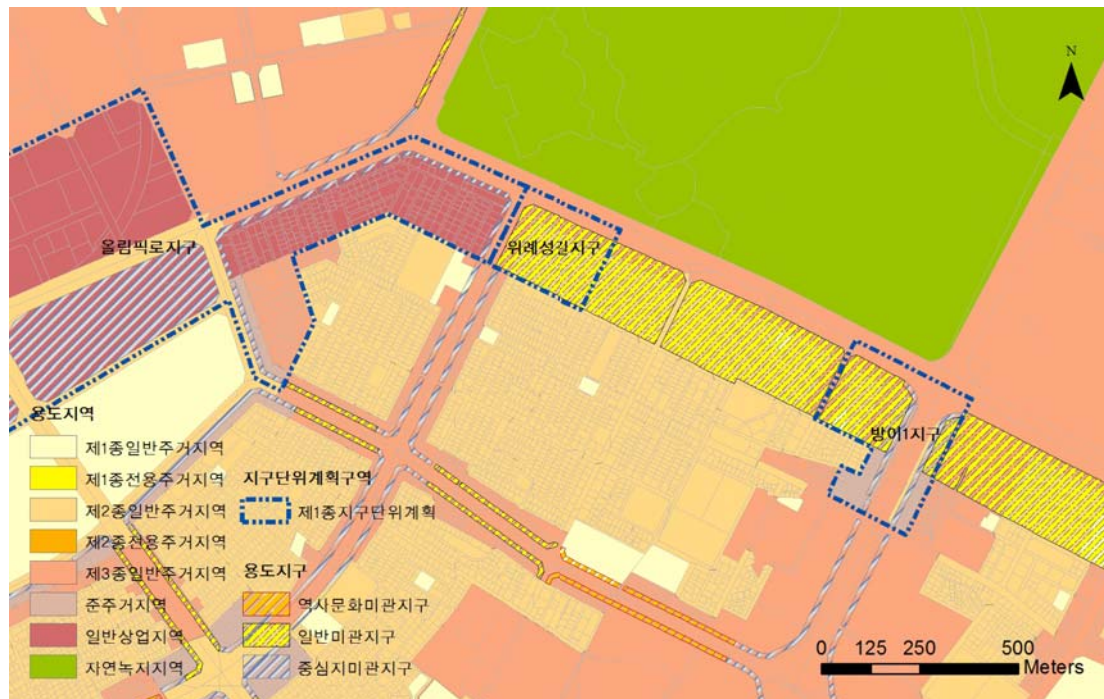 N
올림픽로지구
위례성길지구
방이1지구
용도지역
제1종일반주거지역
제1종전용주거지역
제2종일반주거지역
제2종전용주거지역
제3종일반주거지역
준주거지역
일반상업지역
자연녹지지역
지구단위계획구역
제1종지구단위계획
용도지구
역사문화미관지구
일반미관지구
중심지미관지구
0 125 250 500
Meters